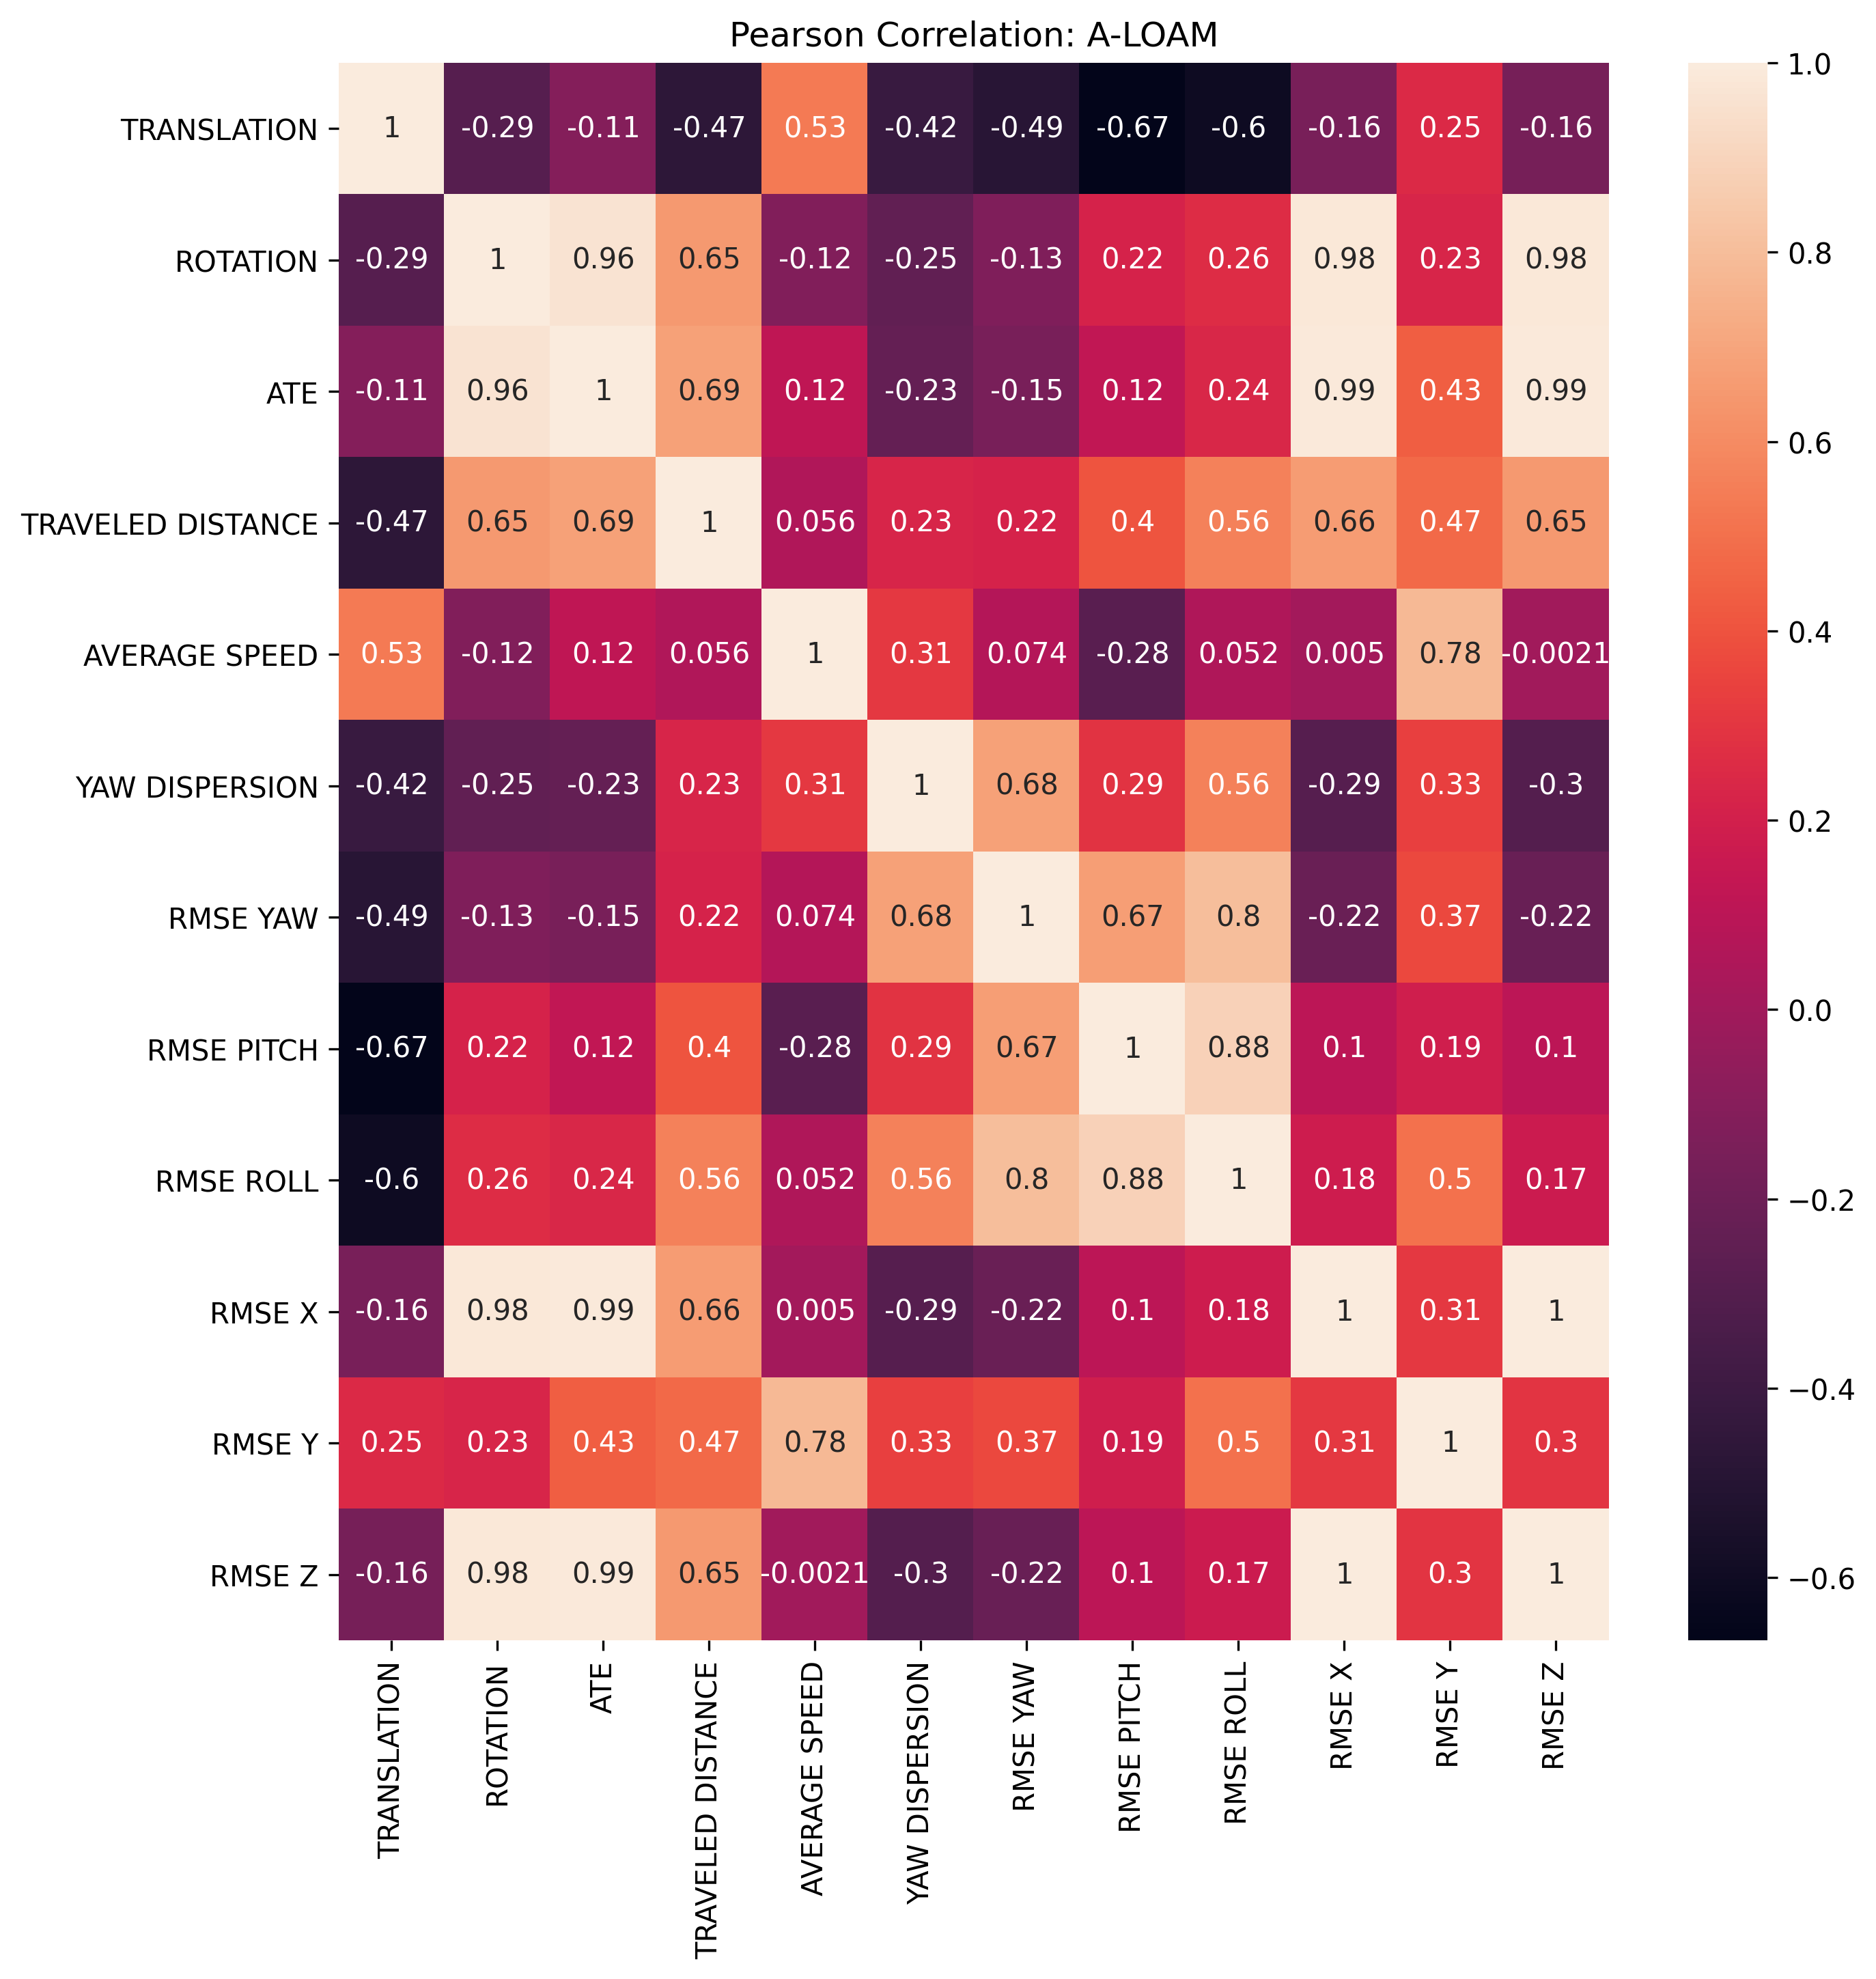 Pearson Correlation: A-LOAM
TRANSLATION 1 -0.29 -0.11 -0.47 0.53 -0.42 -0.49 -0.67 -0.6 -0.16 0.25 -0.16
ROTATION -0.29 1 0.96 0.65 -0.12 -0.25 -0.13 0.22 0.26 0.98 0.23 0.98
ATE -0.11 0.96 1 0.69 0.12 -0.23 -0.15 0.12 0.24 0.99 0.43 0.99
TRAVELED DISTANCE -0.47 0.65 0.69 1 0.056 0.23 0.22 0.4 0.56 0.66 0.47 0.65
AVERAGE SPEED 0.53 -0.12 0.12 0.056 1 0.31 0.074 -0.28 0.052 0.005 0.78 -0.0021
YAW DISPERSION -0.42 -0.25 -0.23 0.23 0.31 1 0.68 0.29 0.56 -0.29 0.33 -0.3
RMSE YAW -0.49 -0.13 -0.15 0.22 0.074 0.68 1 0.67 0.8 -0.22 0.37 -0.22
RMSE PITCH -0.67 0.22 0.12 0.4 -0.28 0.29 0.67 1 0.88 0.1 0.19 0.1
RMSE ROLL -0.6 0.26 0.24 0.56 0.052 0.56 0.8 0.88 1 0.18 0.5 0.17
RMSE X -0.16 0.98 0.99 0.66 0.005 -0.29 -0.22 0.1 0.18 1 0.31 1
RMSE Y 0.25 0.23 0.43 0.47 0.78 0.33 0.37 0.19 0.5 0.31 1 0.3
RMSE Z -0.16 0.98 0.99 0.65 -0.0021 -0.3 -0.22 0.1 0.17 1 0.3 1
TRANSLATION
ROTATION
ATE
TRAVELED DISTANCE
AVERAGE SPEED
YAW DISPERSION
RMSE YAW
RMSE PITCH
RMSE ROLL
RMSE X
RMSE Y
RMSE Z
1.0
0.8
0.6
0.4
0.2
0.0
−0.2
−0.4
−0.6